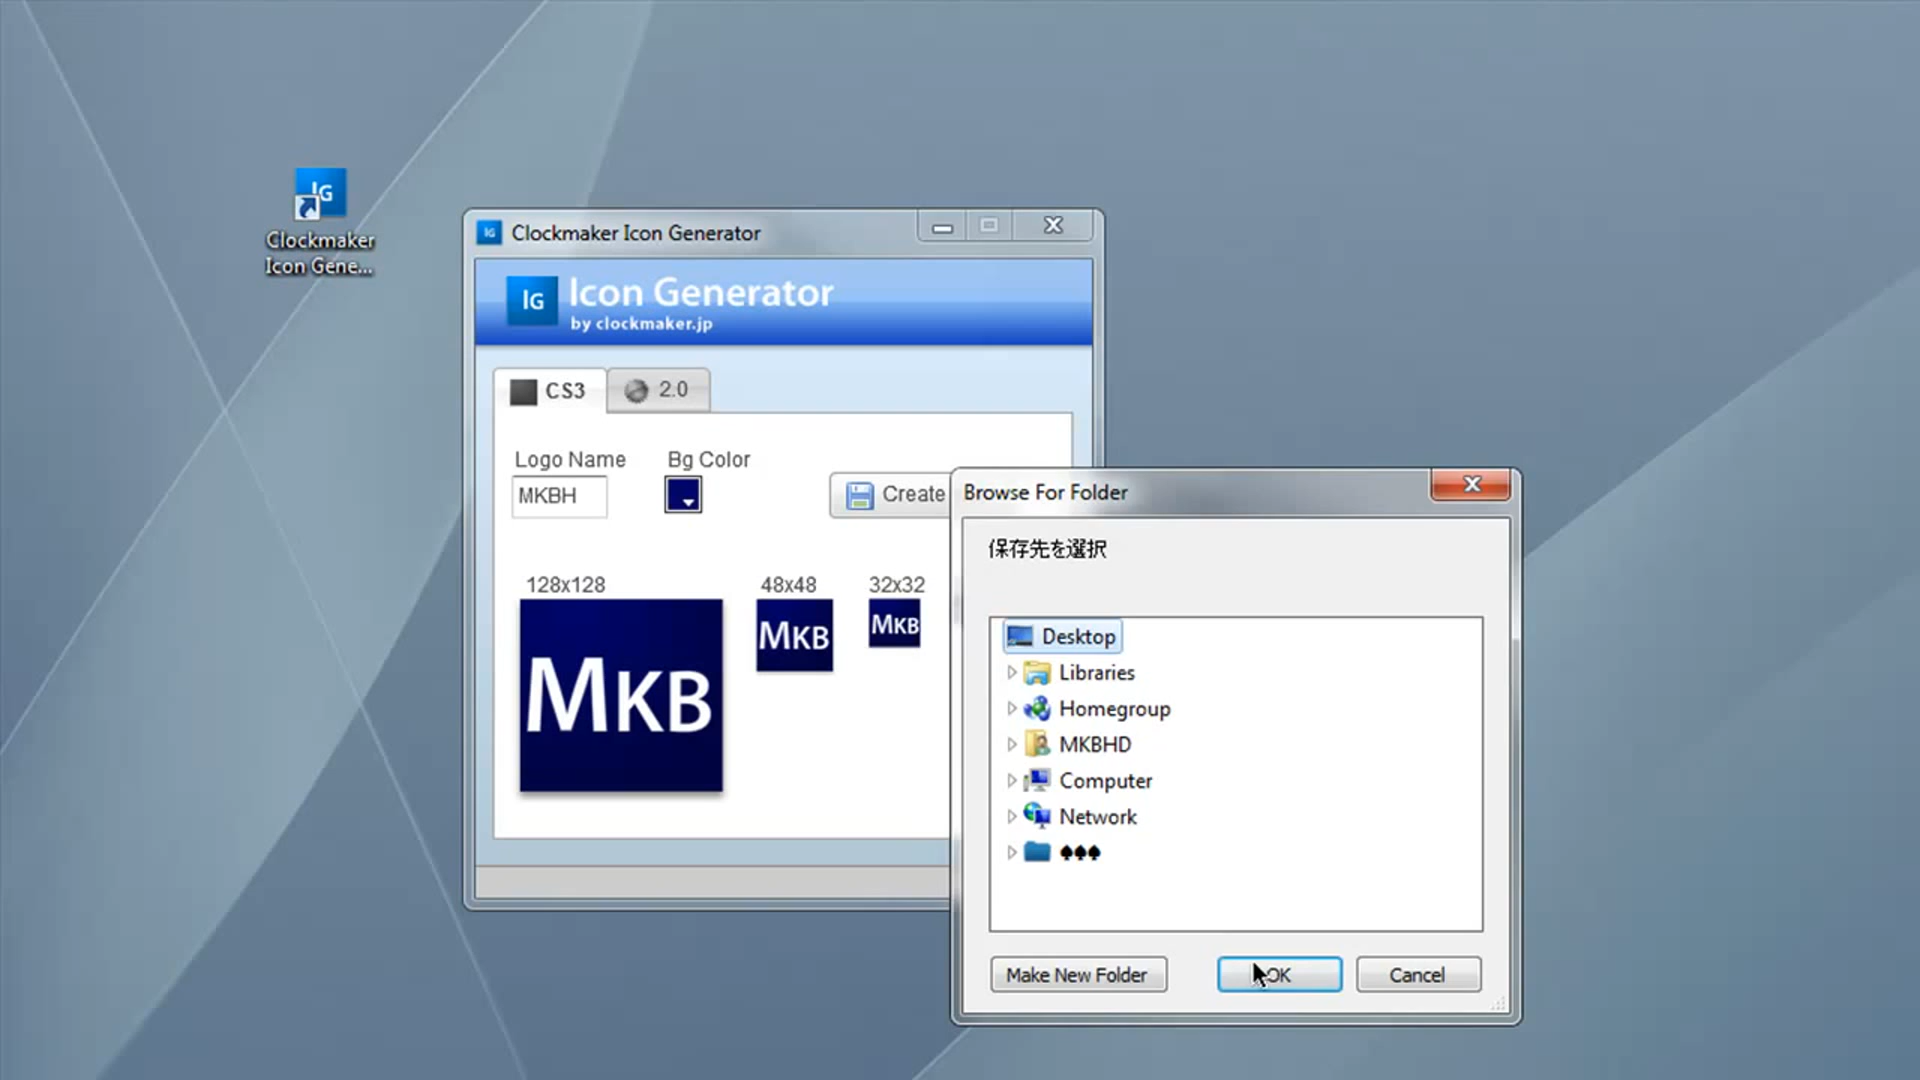 IG
Clockmaker
Icon Gene...
IG
Clockmaker Icon Generator
IG
Icon Generator
by clockmaker.jp
CS3
2.0
Logo Name
Bg Color
MKBH
Create
128x128
48x48
32x32
MKB
MKB
MKB
Browse For Folder
保存先を選択
Desktop
Libraries
Homegroup
MKBHD
Computer
Network
♠♠♠
Make New Folder
OK
Cancel